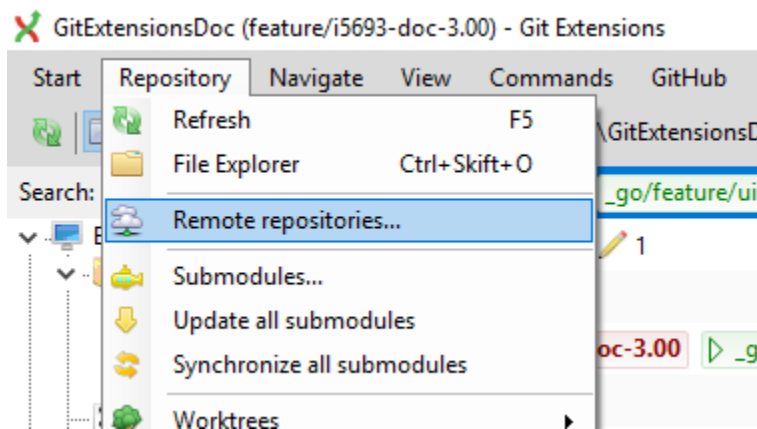 GitExtensionsDoc (feature/i5693-doc-3.00) - Git Extensions
Start Repository Navigate View Commands GitHub
Refresh F5
\GitExtensionsD
File Explorer Ctrl+Skift+O
Search:
_go/feature/ui
Remote repositories...
1
Submodules...
Update all submodules
oc-3.00 _g
Synchronize all submodules
Worktrees